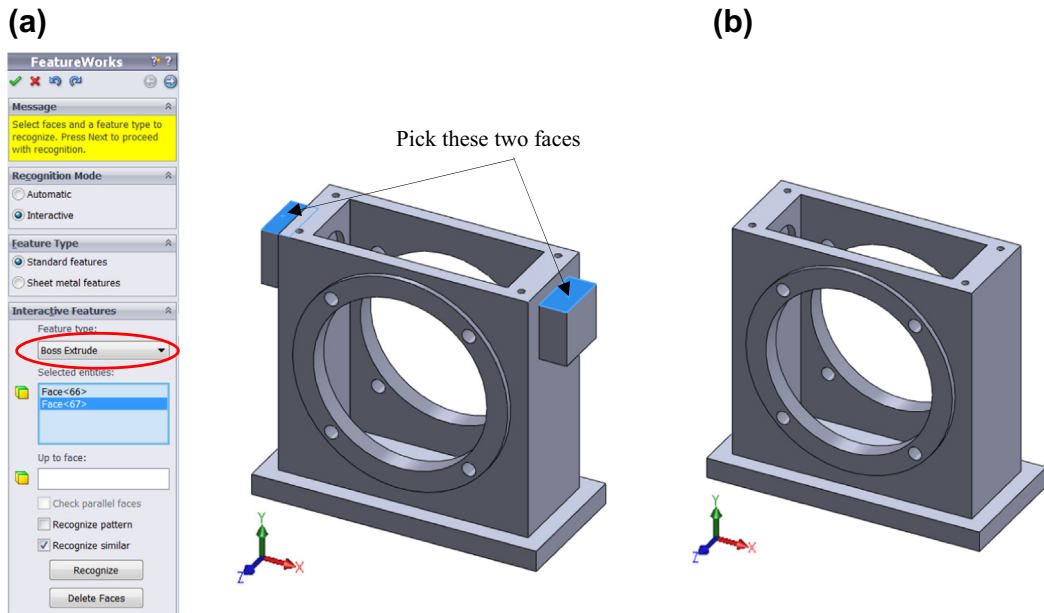 (a)
(b)
FeatureWorks
? ?
Message
Select faces and a feature type to
recognize. Press Next to proceed
with recognition.
Recognition Mode
Automatic
Interactive
Feature Type
Standard features
Sheet metal features
Interactive Features
Feature type:
Boss Extrude
Selected entities:
Face<66>
Face<67>
Up to face:
Check parallel faces
Recognize pattern
Recognize similar
Recognize
Delete Faces
Pick these two faces
Y
Z
X
Y
Z
X